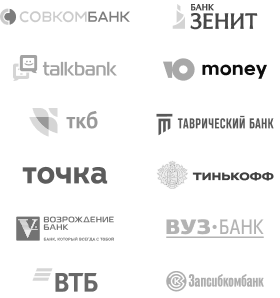 СОВКОМБАНК
БАНК
ЗЕНИТ
talkbank
Ю money
ткб
ТАВРИЧЕСКИЙ БАНК
точка
ТИНЬКОФФ
V
ВОЗРОЖДЕНИЕ
БАНК
БАНК, КОТОРЫЙ ВСЕГДА С ТОБОЙ
ВУЗ·БАНК
ВТБ
Запсибкомбанк